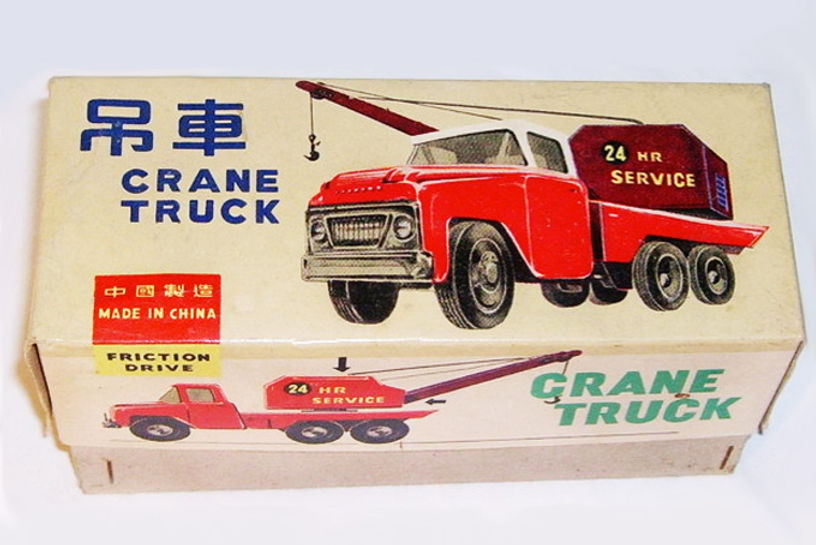 吊車
CRANE
TRUCK
24 HR
SERVICE
中國製造
MADE IN CHINA
FRICTION
DRIVE
24 HR
SERVICE
CRANE
TRUCK